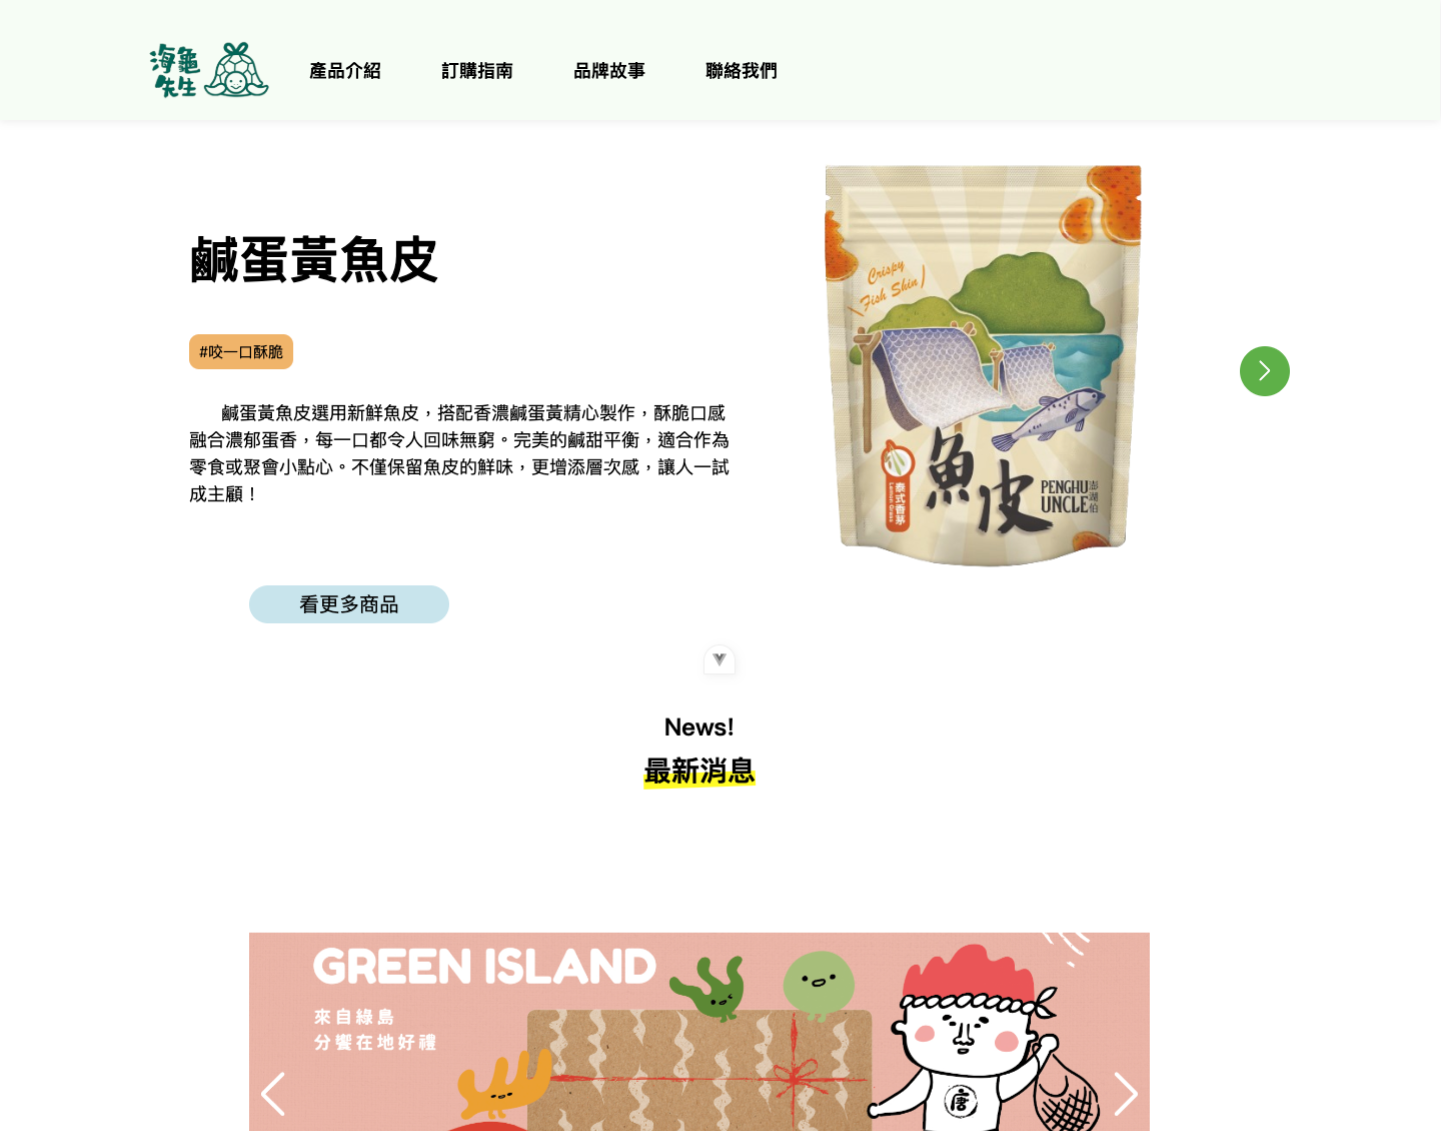 海龜
先生
產品介紹
訂購指南
品牌故事
聯絡我們
鹹蛋黃魚皮
#咬一口酥脆
鹹蛋黃魚皮選用新鮮魚皮，搭配香濃鹹蛋黃精心製作，酥脆口感
融合濃郁蛋香，每一口都令人回味無窮。完美的鹹甜平衡，適合作為
零食或聚會小點心。不僅保留魚皮的鮮味，更增添層次感，讓人一試
成主顧！
看更多商品
Crispy
Fish Skin
泰式香茅
Lemon Grass
魚皮
PENGHU
UNCLE
澎湖伯
News!
最新消息
GREEN ISLAND
來自綠島
分饗在地好禮
唐